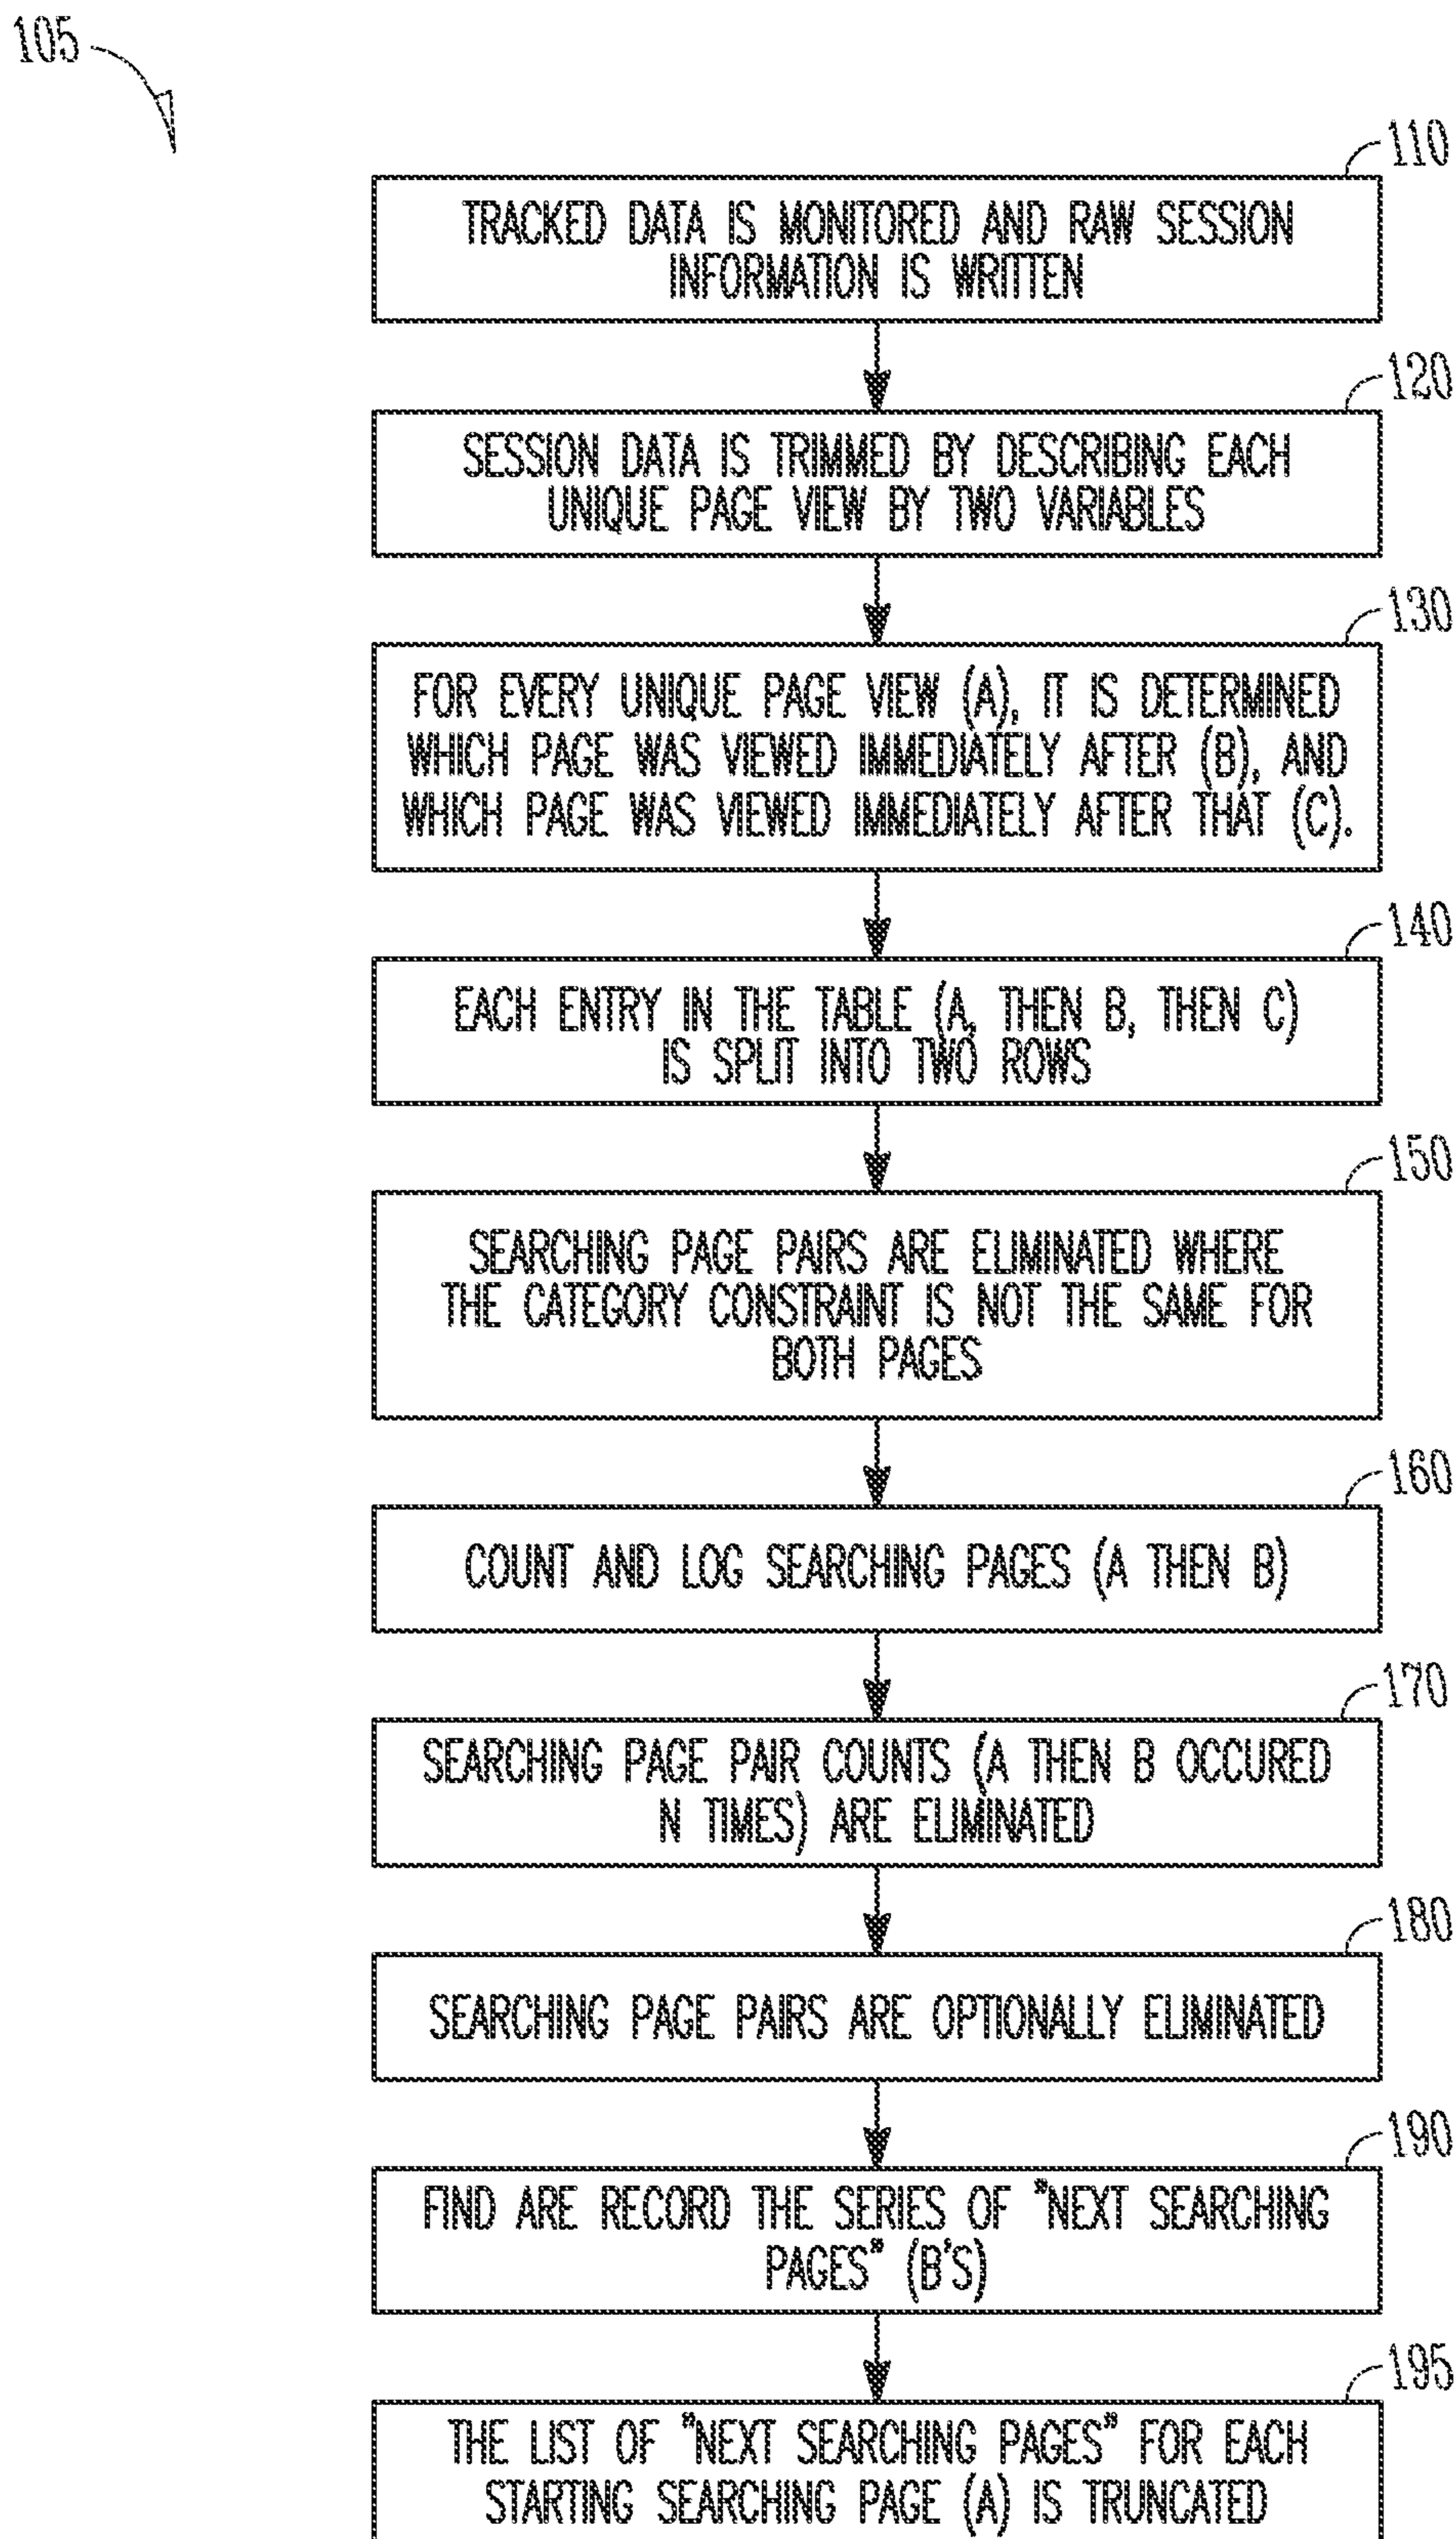 105
110
TRACKED DATA IS MONITORED AND RAW SESSION
INFORMATION IS WRITTEN
120
SESSION DATA IS TRIMMED BY DESCRIBING EACH
UNIQUE PAGE VIEW BY TWO VARIABLES
130
FOR EVERY UNIQUE PAGE VIEW (A), IT IS DETERMINED
WHICH PAGE WAS VIEWED IMMEDIATELY AFTER (B), AND
WHICH PAGE WAS VIEWED IMMEDIATELY AFTER THAT (C).
140
EACH ENTRY IN THE TABLE (A, THEN B, THEN C)
IS SPLIT INTO TWO ROWS
150
SEARCHING PAGE PAIRS ARE ELIMINATED WHERE
THE CATEGORY CONSTRAINT IS NOT THE SAME FOR
BOTH PAGES
160
COUNT AND LOG SEARCHING PAGES (A THEN B)
170
SEARCHING PAGE PAIR COUNTS (A THEN B OCCURED
N TIMES) ARE ELIMINATED
180
SEARCHING PAGE PAIRS ARE OPTIONALLY ELIMINATED
190
FIND ARE RECORD THE SERIES OF "NEXT SEARCHING
PAGES" (B'S)
195
THE LIST OF "NEXT SEARCHING PAGES" FOR EACH
STARTING SEARCHING PAGE (A) IS TRUNCATED